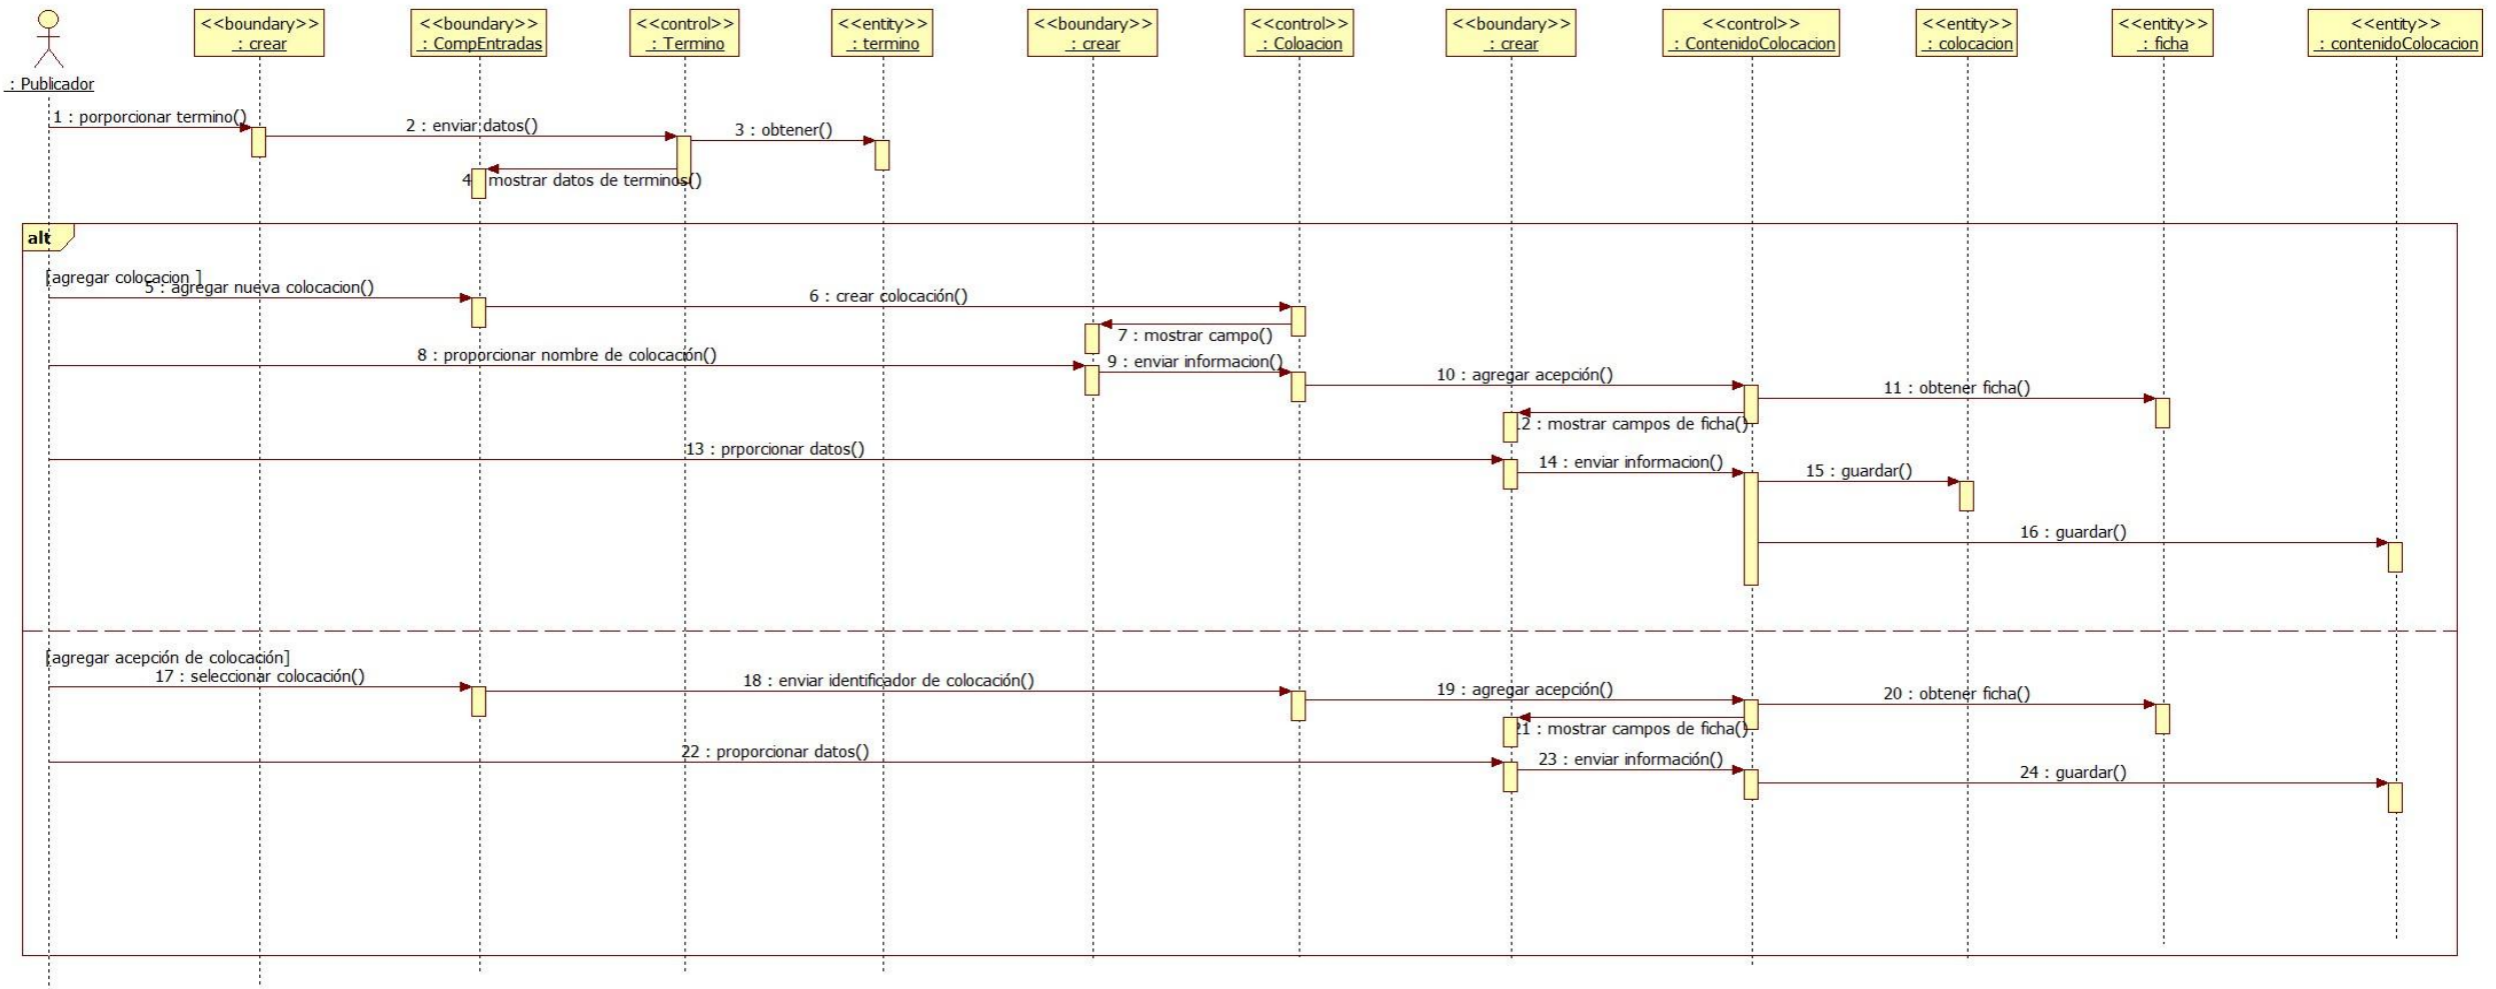 <<boundary>>
: crear
<<boundary>>
: CompEntradas
<<control>>
: Termino
<<entity>>
: termino
<<boundary>>
: crear
<<control>>
: Coloacion
<<boundary>>
: crear
<<control>>
: ContenidoColocacion
<<entity>>
: colocacion
<<entity>>
: ficha
<<entity>>
: contenidoColocacion
: Publicador
1 : porporcionar termino()
2 : enviar datos()
3 : obtener()
4 mostrar datos de terminos()
alt
[agregar colocacion ]
5 : agregar nueva colocacion()
6 : crear colocación()
7 : mostrar campo()
8 : proporcionar nombre de colocación()
9 : enviar informacion()
10 : agregar acepción()
11 : obtener ficha()
12 : mostrar campos de ficha()
13 : prporcionar datos()
14 : enviar informacion()
15 : guardar()
16 : guardar()
[agregar acepción de colocación]
17 : seleccionar colocación()
18 : enviar identificador de colocación()
19 : agregar acepción()
20 : obtener ficha()
21 : mostrar campos de ficha()
22 : proporcionar datos()
23 : enviar información()
24 : guardar()